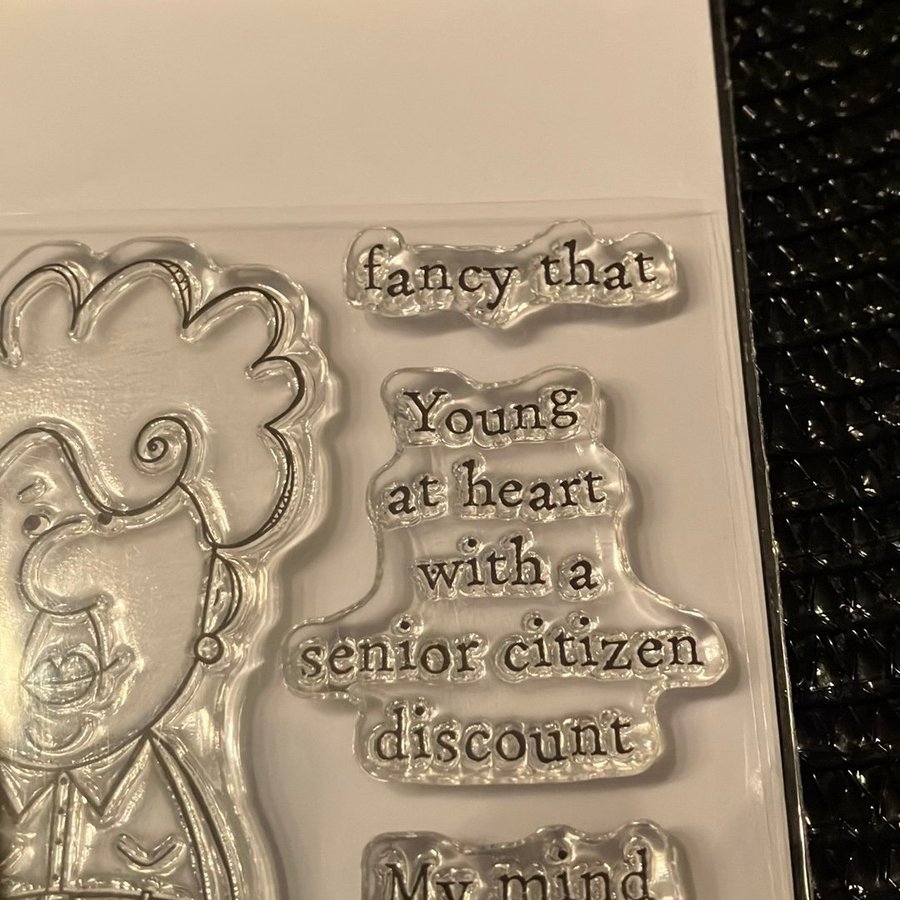 fancy that
Young
at heart
with a
senior citizen
discount
My mind